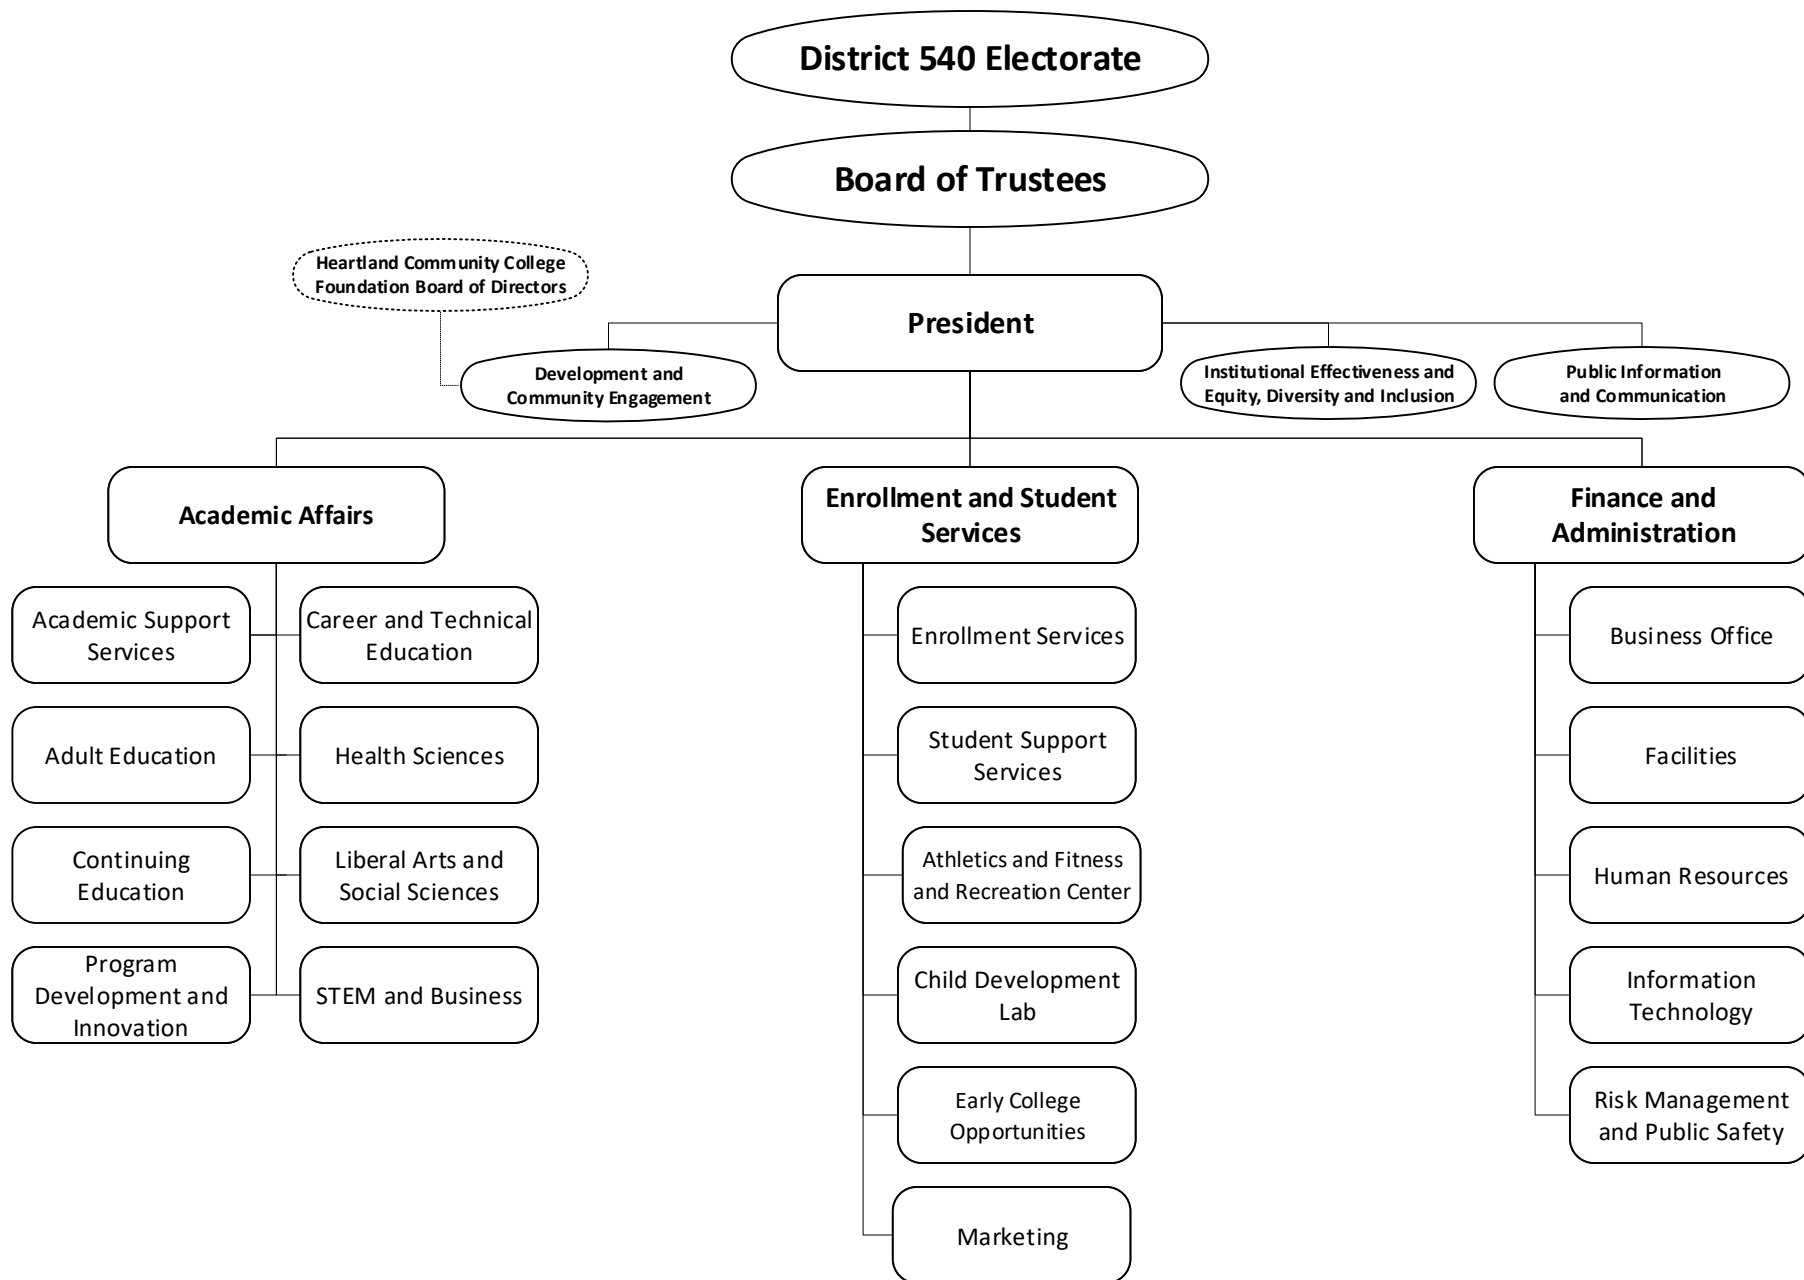 District 540 Electorate
Board of Trustees
Heartland Community College
Foundation Board of Directors
President
Development and
Community Engagement
Institutional Effectiveness and
Equity, Diversity and Inclusion
Public Information
and Communication
Academic Affairs
Academic Support
Services
Career and Technical
Education
Adult Education
Health Sciences
Continuing
Education
Liberal Arts and
Social Sciences
Program
Development and
Innovation
STEM and Business
Enrollment and Student
Services
Enrollment Services
Student Support
Services
Athletics and Fitness
and Recreation Center
Child Development
Lab
Early College
Opportunities
Marketing
Finance and
Administration
Business Office
Facilities
Human Resources
Information
Technology
Risk Management
and Public Safety